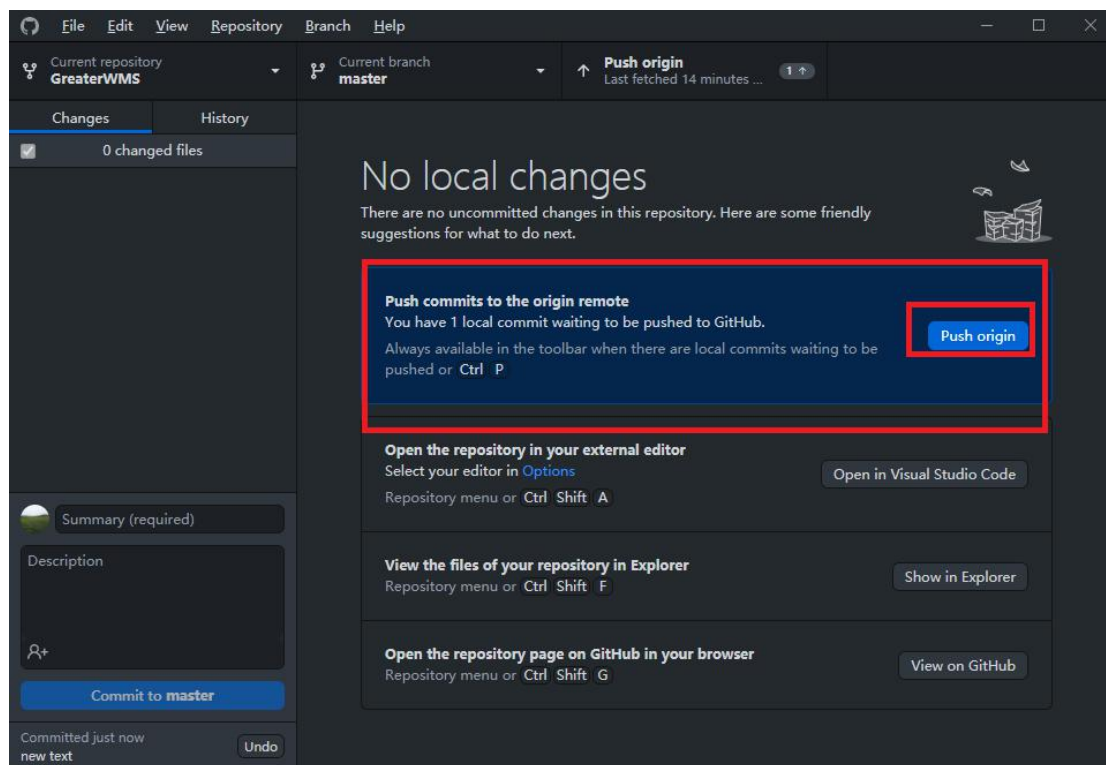 File Edit View Repository Branch Help
Current repository
GreaterWMS
Current branch
master
Push origin
Last fetched 14 minutes ...
1
Changes History
0 changed files
No local changes
There are no uncommitted changes in this repository. Here are some friendly
suggestions for what to do next.
Push commits to the origin remote
You have 1 local commit waiting to be pushed to GitHub.
Always available in the toolbar when there are local commits waiting to be
pushed or Ctrl P
Push origin
Open the repository in your external editor
Select your editor in Options
Repository menu or Ctrl Shift A
Open in Visual Studio Code
View the files of your repository in Explorer
Repository menu or Ctrl Shift F
Show in Explorer
Open the repository page on GitHub in your browser
Repository menu or Ctrl Shift G
View on GitHub
Summary (required)
Description
Commit to master
Committed just now
new text
Undo